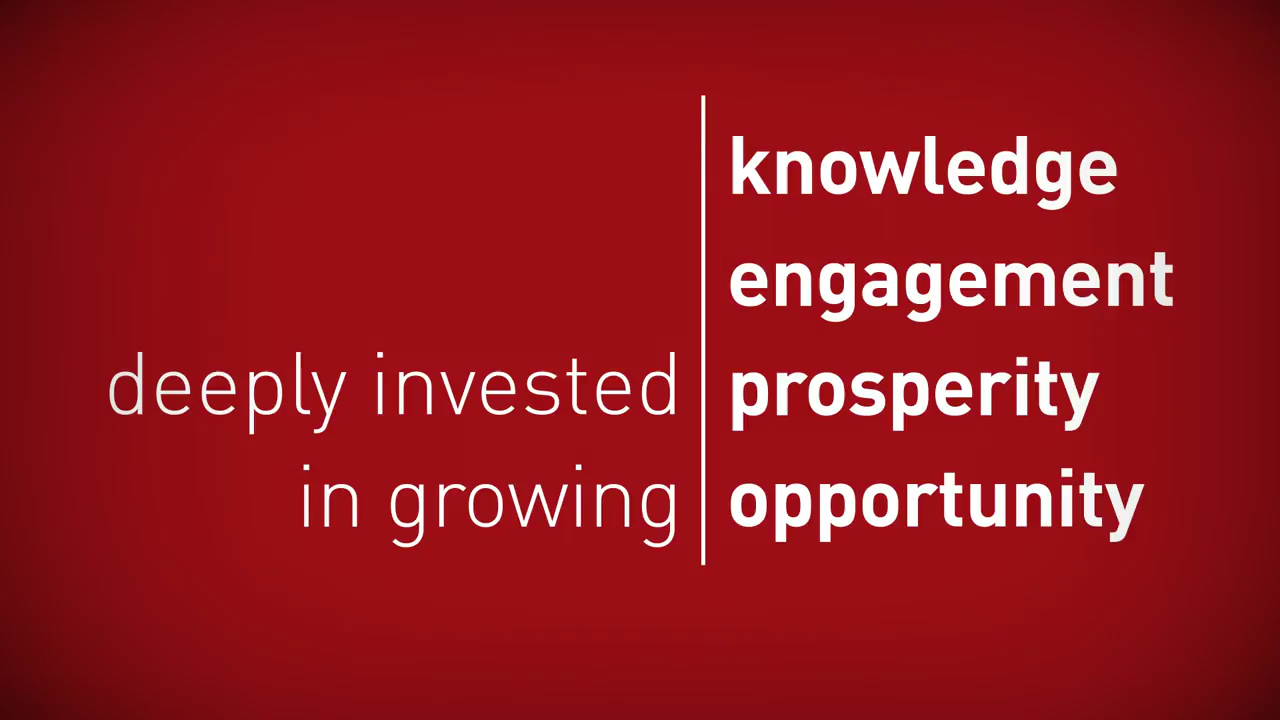 deeply invested
in growing
knowledge
engagement
prosperity
opportunity